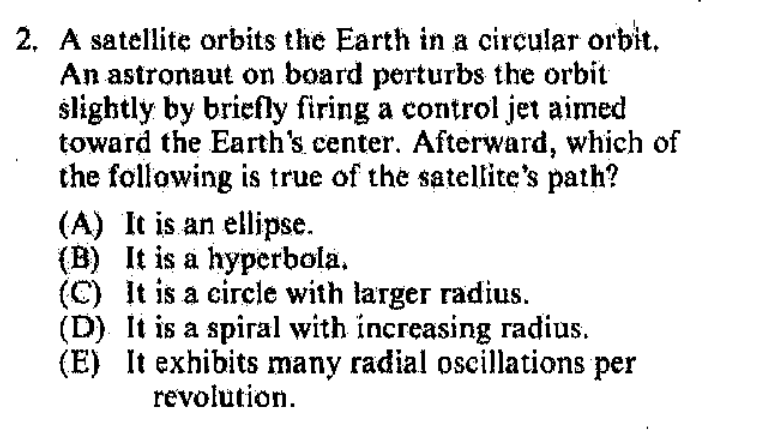 2. A satellite orbits the Earth in a circular orbit.
An astronaut on board perturbs the orbit
slightly by briefly firing a control jet aimed
toward the Earth's center. Afterward, which of
the following is true of the satellite's path?
(A) It is an ellipse.
(B) It is a hyperbola.
(C) It is a circle with larger radius.
(D) It is a spiral with increasing radius.
(E) It exhibits many radial oscillations per
revolution.